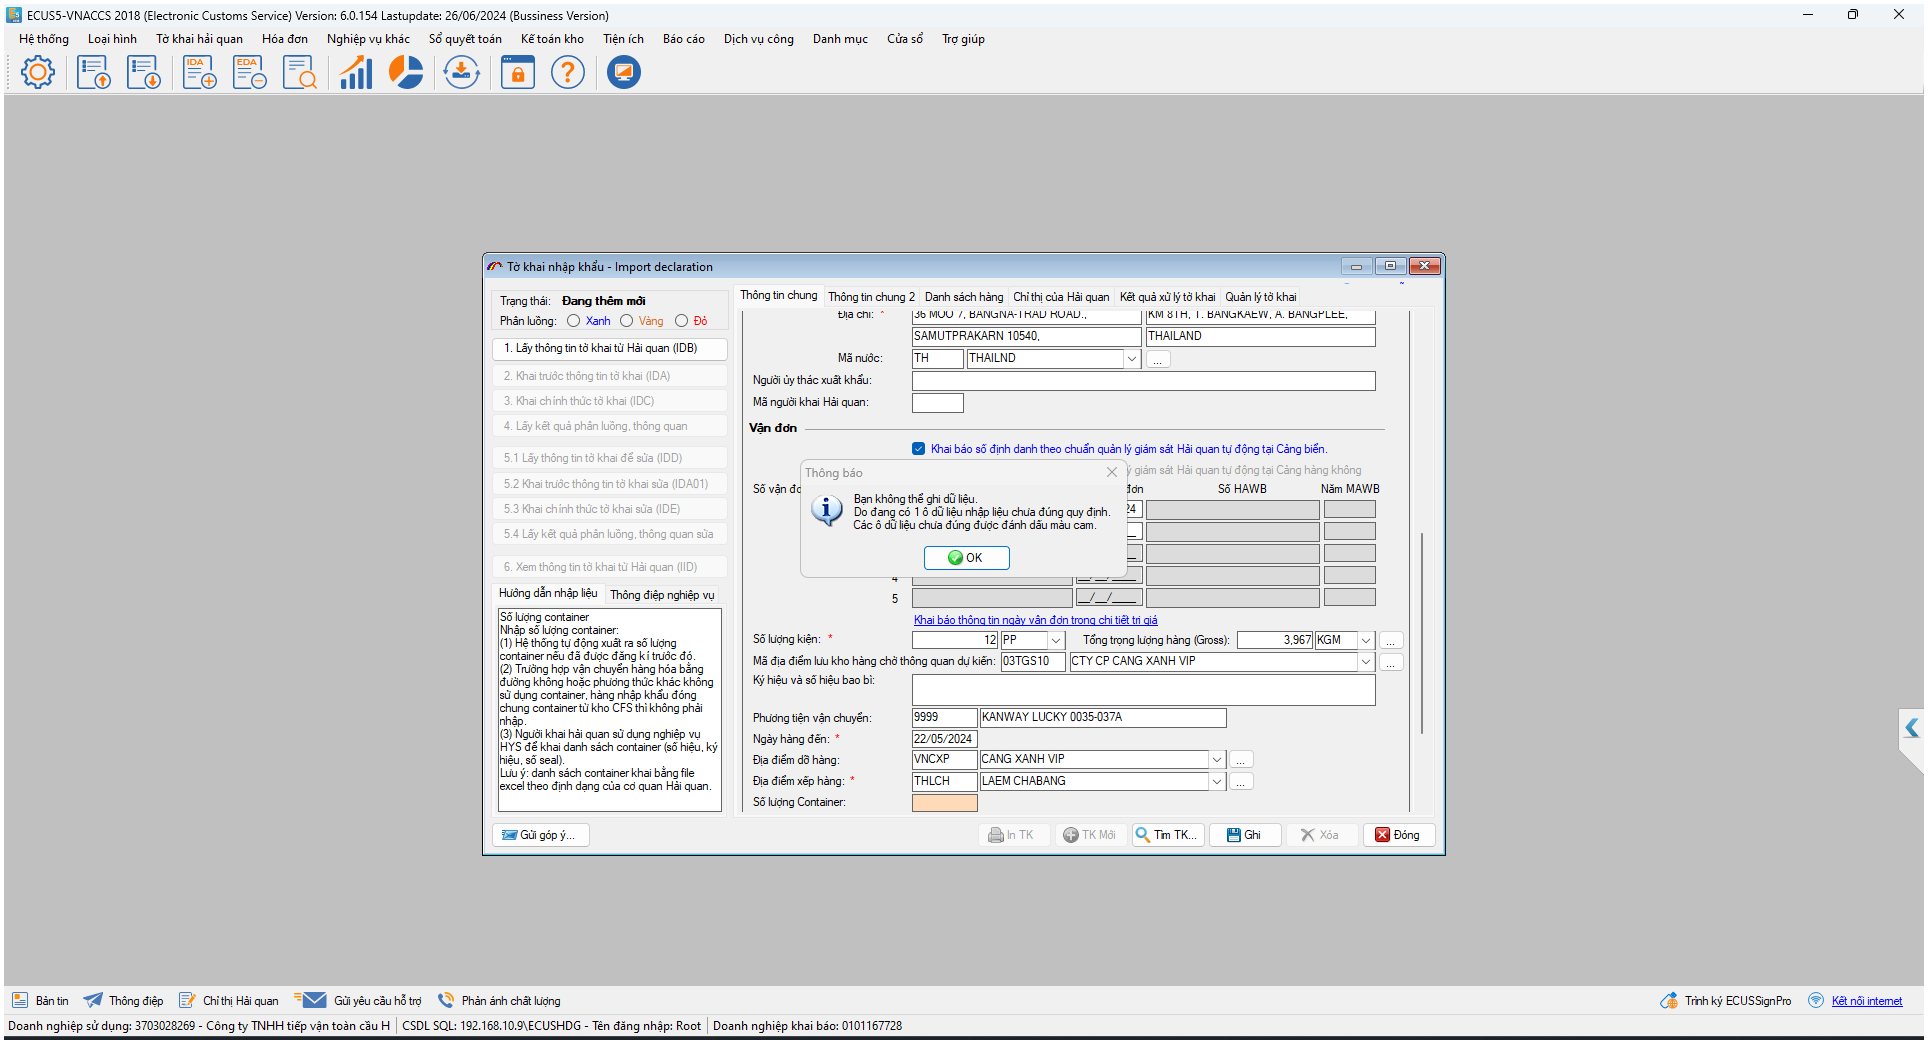 ECUS5-VNACCS 2018 (Electronic Customs Service) Version: 6.0.154 Lastupdate: 26/06/2024 (Bussiness Version)
Hệ thống Loại hình Tờ khai hải quan Hóa đơn Nghiệp vụ khác Sổ quyết toán Kế toán kho Tiện ích Báo cáo Dịch vụ công Danh mục Cửa sổ Trợ giúp
IDA EDA
Tờ khai nhập khẩu - Import declaration
Trạng thái: Đang thêm mới
Phân luồng: Xanh Vàng Đỏ
1. Lấy thông tin tờ khai từ Hải quan (IDB)
2. Khai trước thông tin tờ khai (IDA)
3. Khai chính thức tờ khai (IDC)
4. Lấy kết quả phân luồng, thông quan
5.1 Lấy thông tin tờ khai để sửa (IDD)
5.2 Khai trước thông tin tờ khai sửa (IDA01)
5.3 Khai chính thức tờ khai sửa (IDE)
5.4 Lấy kết quả phân luồng, thông quan sửa
6. Xem thông tin tờ khai từ Hải quan (IID)
Hướng dẫn nhập liệu Thông điệp nghiệp vụ
Số lượng container
Nhập số lượng container:
(1) Hệ thống tự động xuất ra số lượng
container nếu đã được đăng kí trước đó.
(2) Trường hợp vận chuyển hàng hóa bằng
đường không hoặc phương thức khác không
sử dụng container, hàng nhập khẩu đóng
chung container từ kho CFS thì không phải
nhập.
(3) Người khai hải quan sử dụng nghiệp vụ
HYS để khai danh sách container (số hiệu, ký
hiệu, số seal).
Lưu ý: danh sách container khai bằng file
excel theo định dạng của cơ quan Hải quan.
Gửi góp ý...
Thông tin chung Thông tin chung 2 Danh sách hàng Chỉ thị của Hải quan Kết quả xử lý tờ khai Quản lý tờ khai
Địa chỉ: * 36 MOO 7, BANGNA-TRAD ROAD., KM 8TH, T. BANGKAEW, A. BANGPLEE,
SAMUTPRAKARN 10540, THAILAND
Mã nước: TH THAILND ...
Người ủy thác xuất khẩu:
Mã người khai Hải quan:
Vận đơn
Khai báo số định danh theo chuẩn quản lý giám sát Hải quan tự động tại Cảng biển.
ý giám sát Hải quan tự động tại Cảng hàng không
Số vận đơ đơn Số HAWB Năm MAWB
24
Thông báo
Bạn không thể ghi dữ liệu.
Do đang có 1 ô dữ liệu nhập liệu chưa đúng quy định.
Các ô dữ liệu chưa đúng được đánh dấu màu cam.
OK
4 __/__/____
5 __/__/____
Khai báo thông tin ngày vận đơn trong chi tiết trị giá
Số lượng kiện: * 12 PP Tổng trọng lượng hàng (Gross): 3,967 KGM ...
Mã địa điểm lưu kho hàng chờ thông quan dự kiến: 03TGS10 CTY CP CANG XANH VIP ...
Ký hiệu và số hiệu bao bì:
Phương tiện vận chuyển: 9999 KANWAY LUCKY 0035-037A
Ngày hàng đến: * 22/05/2024
Địa điểm dỡ hàng: VNCXP CANG XANH VIP ...
Địa điểm xếp hàng: * THLCH LAEM CHABANG ...
Số lượng Container:
In TK TK Mới Tìm TK... Ghi Xóa Đóng
Bản tin Thông điệp Chỉ thị Hải quan Gửi yêu cầu hỗ trợ Phản ánh chất lượng Trình ký ECUSSignPro Kết nối internet
Doanh nghiệp sử dụng: 3703028269 - Công ty TNHH tiếp vận toàn cầu H CSDL SQL: 192.168.10.9\ECUSHDG - Tên đăng nhập: Root Doanh nghiệp khai báo: 0101167728